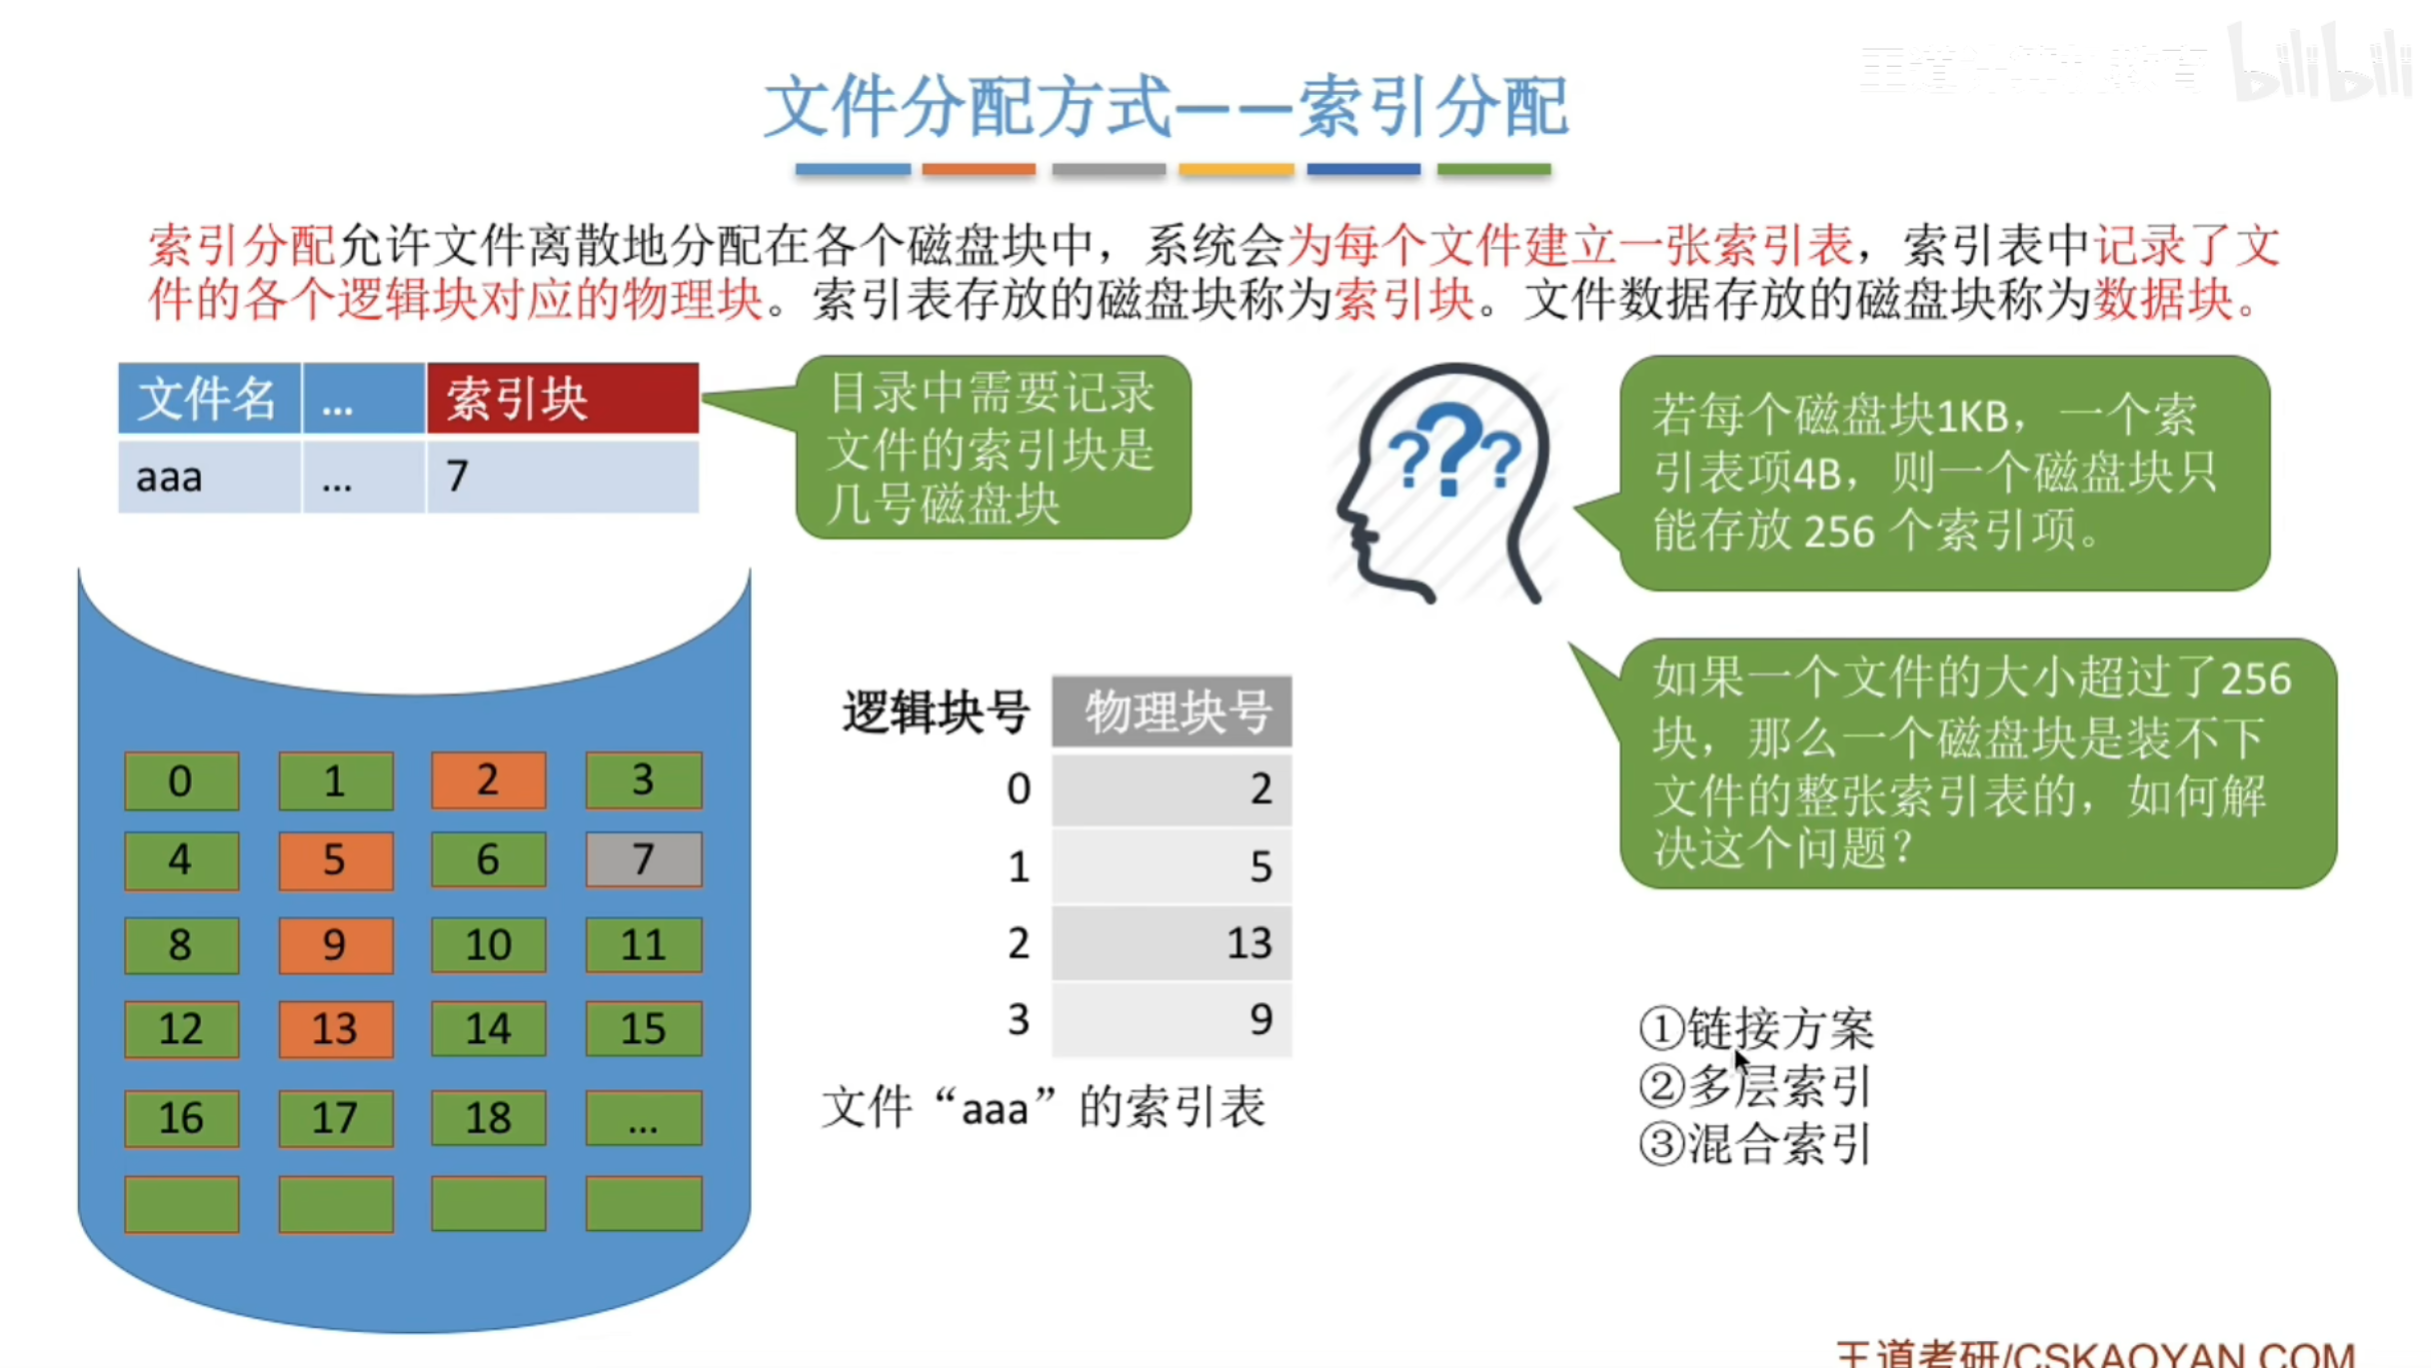 王道计算机教育 bilibili
文件分配方式——索引分配
索引分配允许文件离散地分配在各个磁盘块中，系统会为每个文件建立一张索引表，索引表中记录了文
件的各个逻辑块对应的物理块。索引表存放的磁盘块称为索引块。文件数据存放的磁盘块称为数据块。
文件名 ... 索引块
aaa ... 7
目录中需要记录
文件的索引块是
几号磁盘块
若每个磁盘块1KB，一个索
引表项4B，则一个磁盘块只
能存放 256 个索引项。
如果一个文件的大小超过了256
块，那么一个磁盘块是装不下
文件的整张索引表的，如何解
决这个问题？
???
0 1 2 3
4 5 6 7
8 9 10 11
12 13 14 15
16 17 18 ...
逻辑块号 物理块号
0 2
1 5
2 13
3 9
文件“aaa”的索引表
①链接方案
②多层索引
③混合索引
王道考研/CSKAOYAN.COM